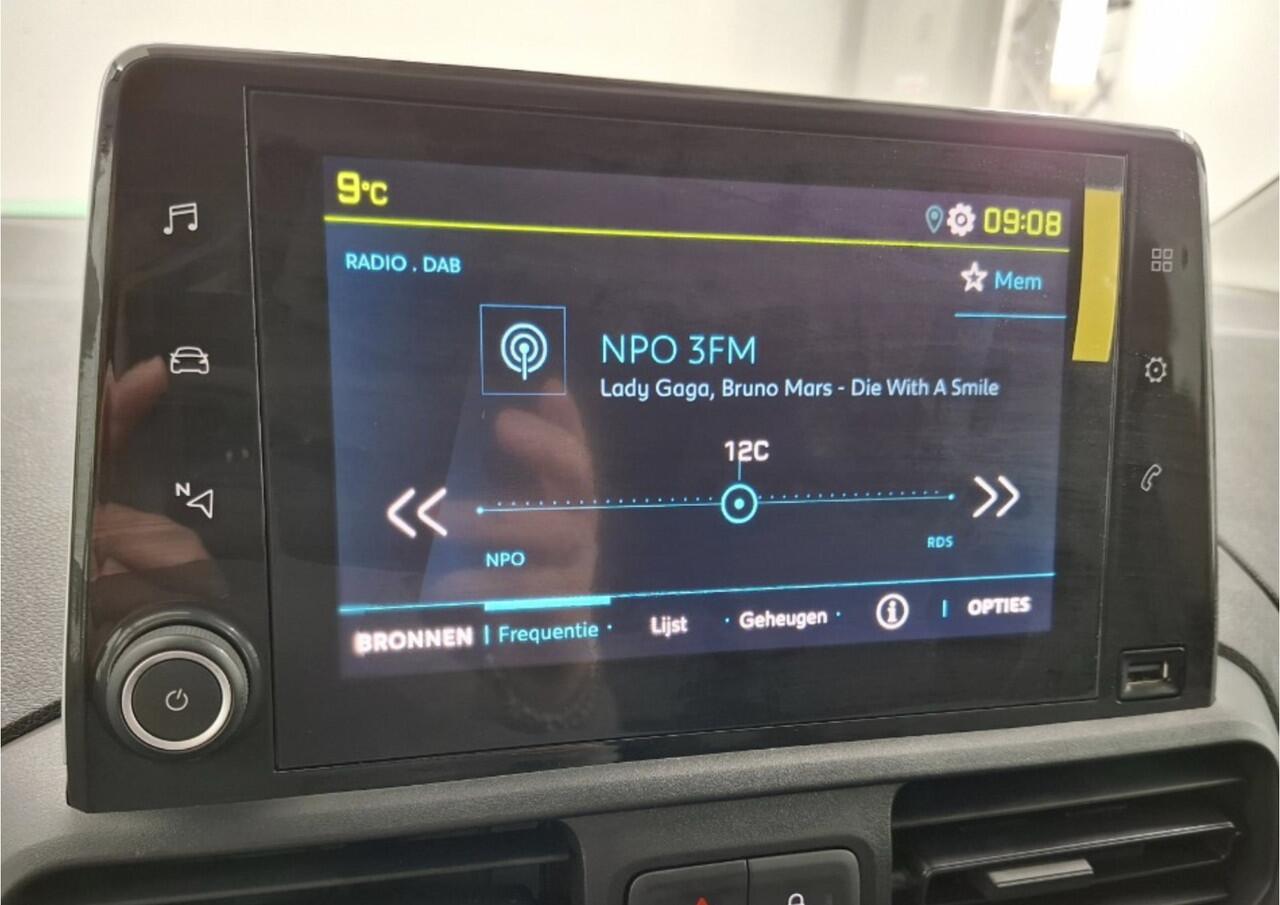 9°C
09:08
RADIO . DAB
Mem
NPO 3FM
Lady Gaga, Bruno Mars - Die With A Smile
12C
NPO
RDS
BRONNEN | Frequentie · Lijst · Geheugen · | OPTIES
N